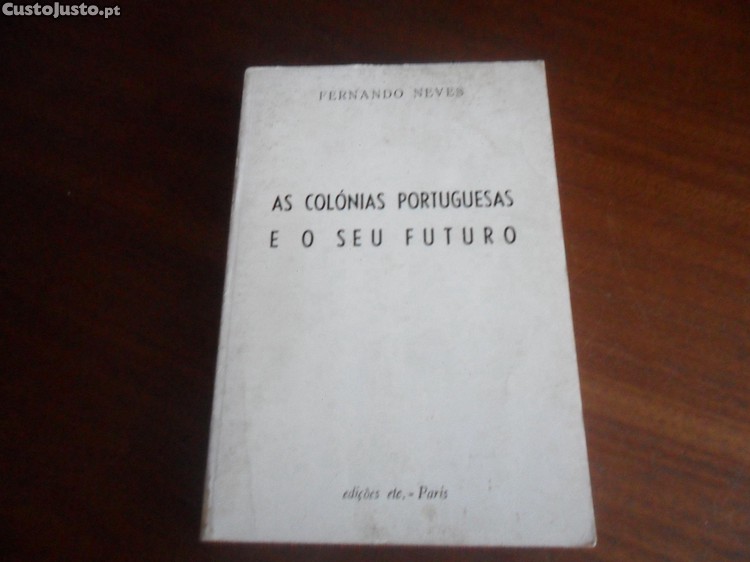 CustoJusto.pt
FERNANDO NEVES
AS COLÓNIAS PORTUGUESAS
E O SEU FUTURO
edições etc. - Paris